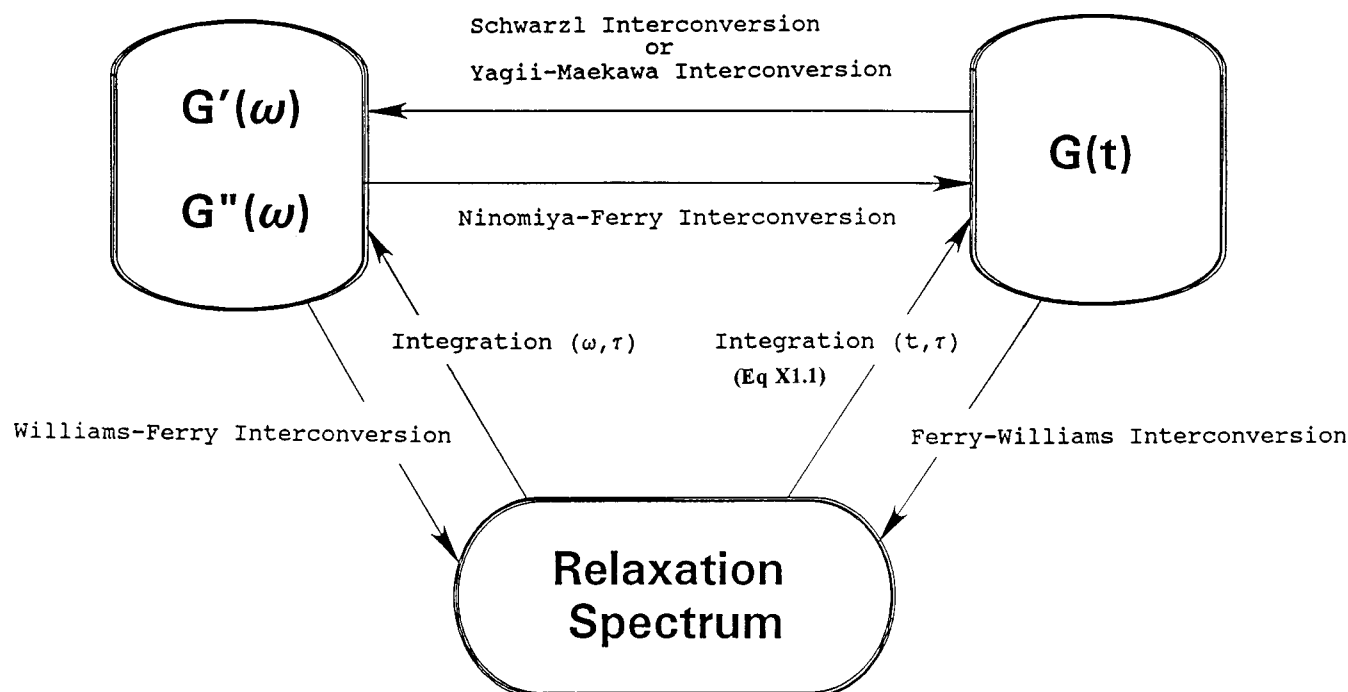 Schwarzl Interconversion
or
Yagii-Maekawa Interconversion
G'(ω)
G"(ω)
G(t)
Ninomiya-Ferry Interconversion
Integration (ω,τ)
Integration (t,τ)
(Eq X1.1)
Williams-Ferry Interconversion
Ferry-Williams Interconversion
Relaxation
Spectrum